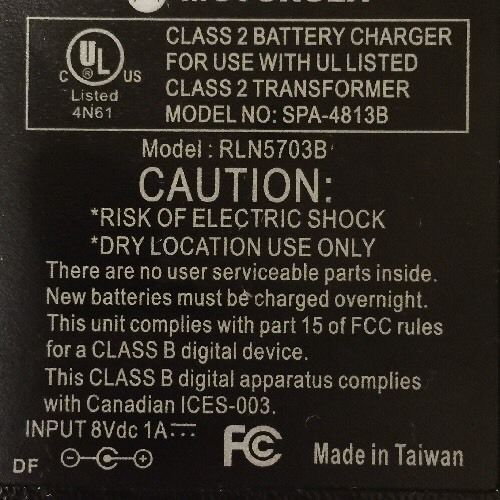 MOTOROLA
CLASS 2 BATTERY CHARGER
FOR USE WITH UL LISTED
CLASS 2 TRANSFORMER
MODEL NO: SPA-4813B
C UL ® US
Listed
4N61
Model : RLN5703B
CAUTION:
*RISK OF ELECTRIC SHOCK
*DRY LOCATION USE ONLY
There are no user serviceable parts inside.
New batteries must be charged overnight.
This unit complies with part 15 of FCC rules
for a CLASS B digital device.
This CLASS B digital apparatus complies
with Canadian ICES-003.
INPUT 8Vdc 1A⎓
DF
FC
Made in Taiwan